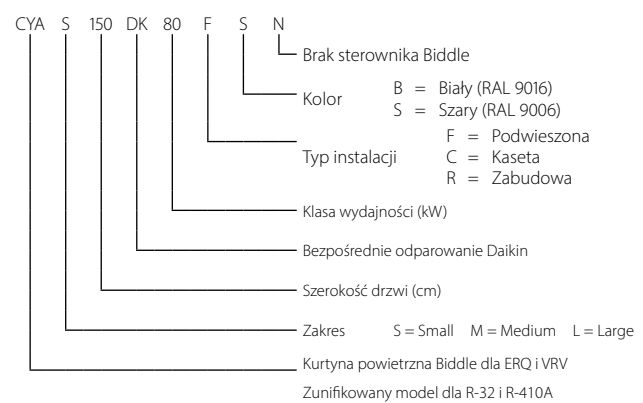 CYA S 150 DK 80 F S N
Brak sterownika Biddle
Kolor B = Biały (RAL 9016)
S = Szary (RAL 9006)
Typ instalacji F = Podwieszona
C = Kaseta
R = Zabudowa
Klasa wydajności (kW)
Bezpośrednie odparowanie Daikin
Szerokość drzwi (cm)
Zakres S = Small M = Medium L = Large
Kurtyna powietrzna Biddle dla ERQ i VRV
Zunifikowany model dla R-32 i R-410A